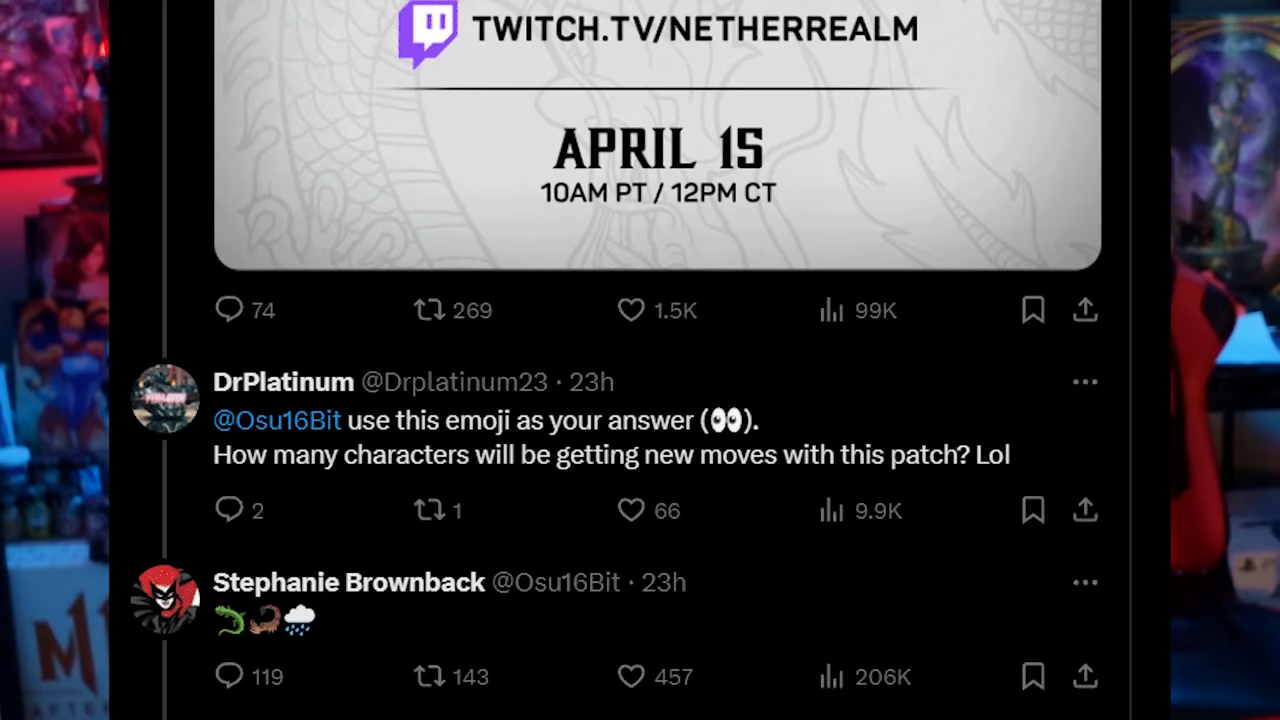 TWITCH.TV/NETHERREALM
APRIL 15
10AM PT / 12PM CT
74 269 1.5K 99K
DrPlatinum @Drplatinum23 · 23h
@Osu16Bit use this emoji as your answer (👀).
How many characters will be getting new moves with this patch? Lol
2 1 66 9.9K
Stephanie Brownback @Osu16Bit · 23h
🦎🦂🌧️
119 143 457 206K